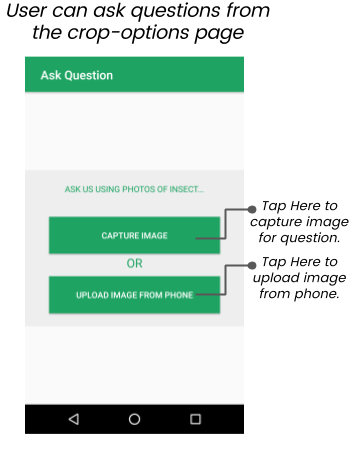 User can ask questions from
the crop-options page
Ask Question
ASK US USING PHOTOS OF INSECT...
CAPTURE IMAGE
Tap Here to
capture image
for question.
OR
UPLOAD IMAGE FROM PHONE
Tap Here to
upload image
from phone.